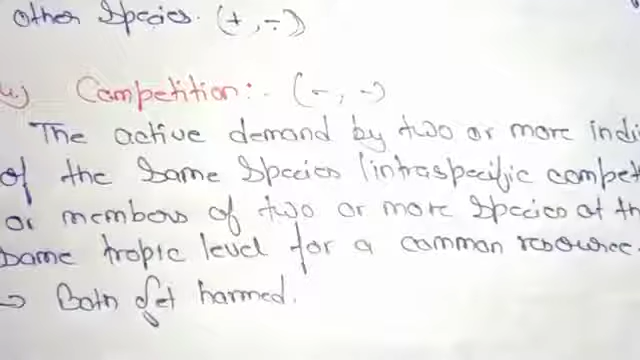 other species. (+, -)
4) Competition:- (-, -)
The active demand by two or more indi
of the same species (intraspecific compet
or members of two or more species at th
same tropic level for a common resource.
→ Both get harmed.